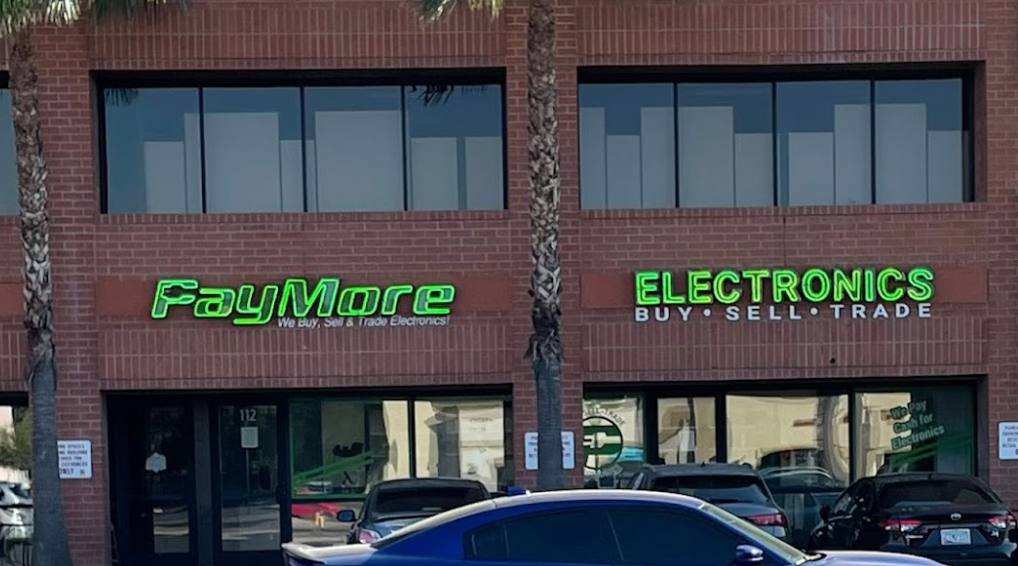 PayMore
We Buy, Sell & Trade Electronics!
ELECTRONICS
BUY • SELL • TRADE
112
We Pay
Cash for
Electronics